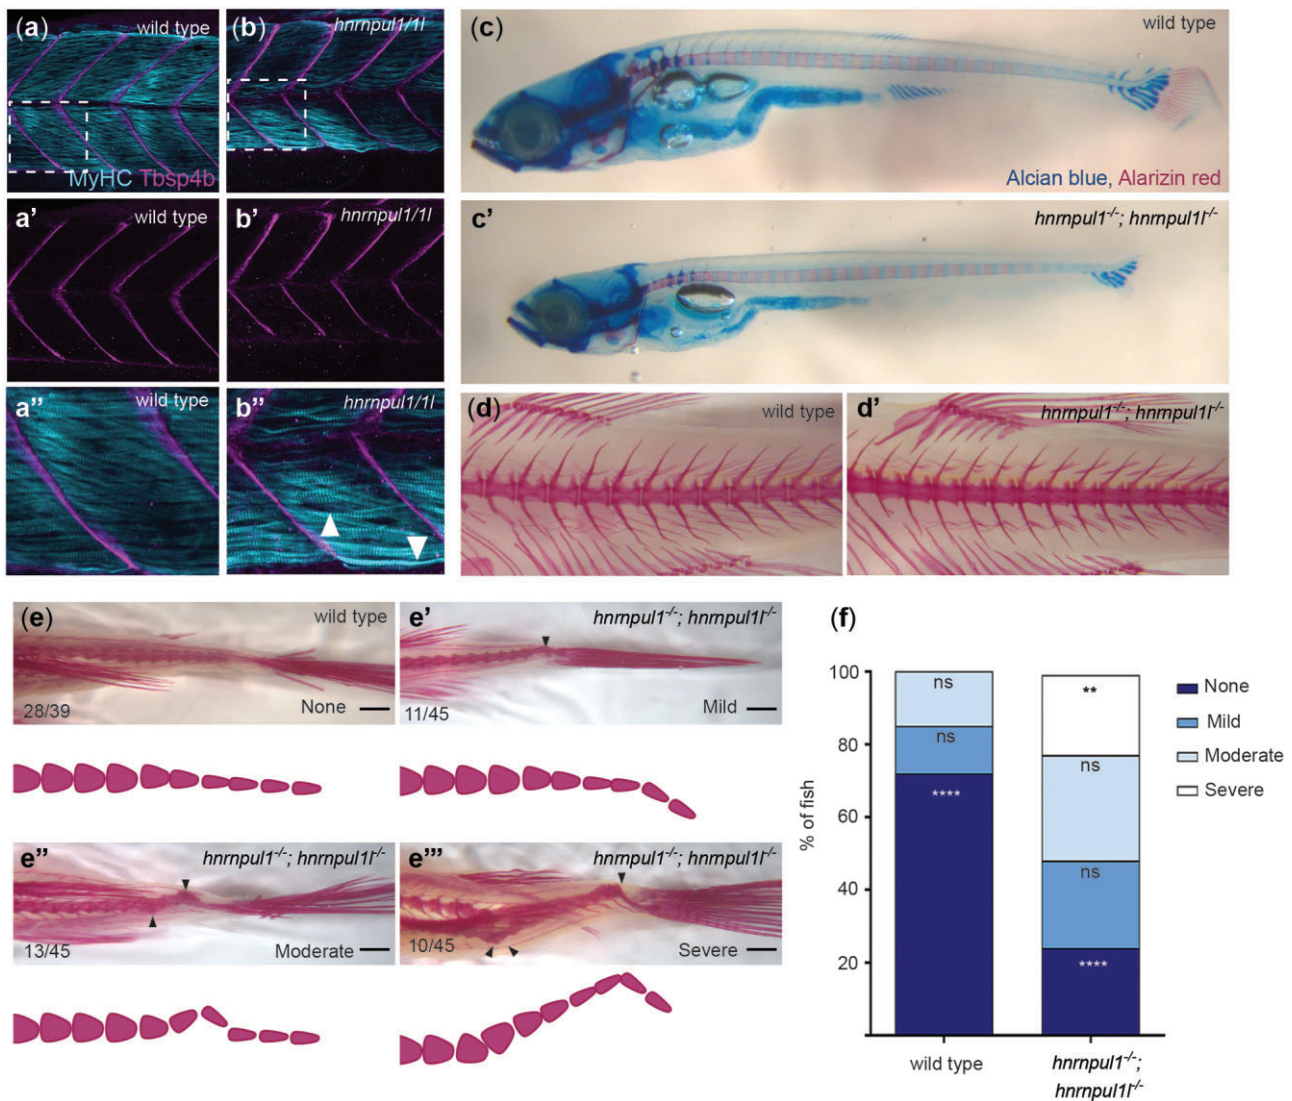 (a) wild type
MyHC Tbsp4b
(b) hnrnpul1/1l
(c) wild type
Alcian blue, Alarizin red
a' wild type
b' hnrnpul1/1l
c' hnrnpul1-/-; hnrnpul1l-/-
a" wild type
b" hnrnpul1/1l
(d) wild type
d' hnrnpul1-/-; hnrnpul1l-/-
(e) wild type
28/39 None
e' hnrnpul1-/-; hnrnpul1l-/-
11/45 Mild
e" hnrnpul1-/-; hnrnpul1l-/-
13/45 Moderate
e"' hnrnpul1-/-; hnrnpul1l-/-
10/45 Severe
(f)
% of fish
100
80
60
40
20
ns
ns
****
**
ns
ns
****
None
Mild
Moderate
Severe
wild type
hnrnpul1-/-;
hnrnpul1l-/-